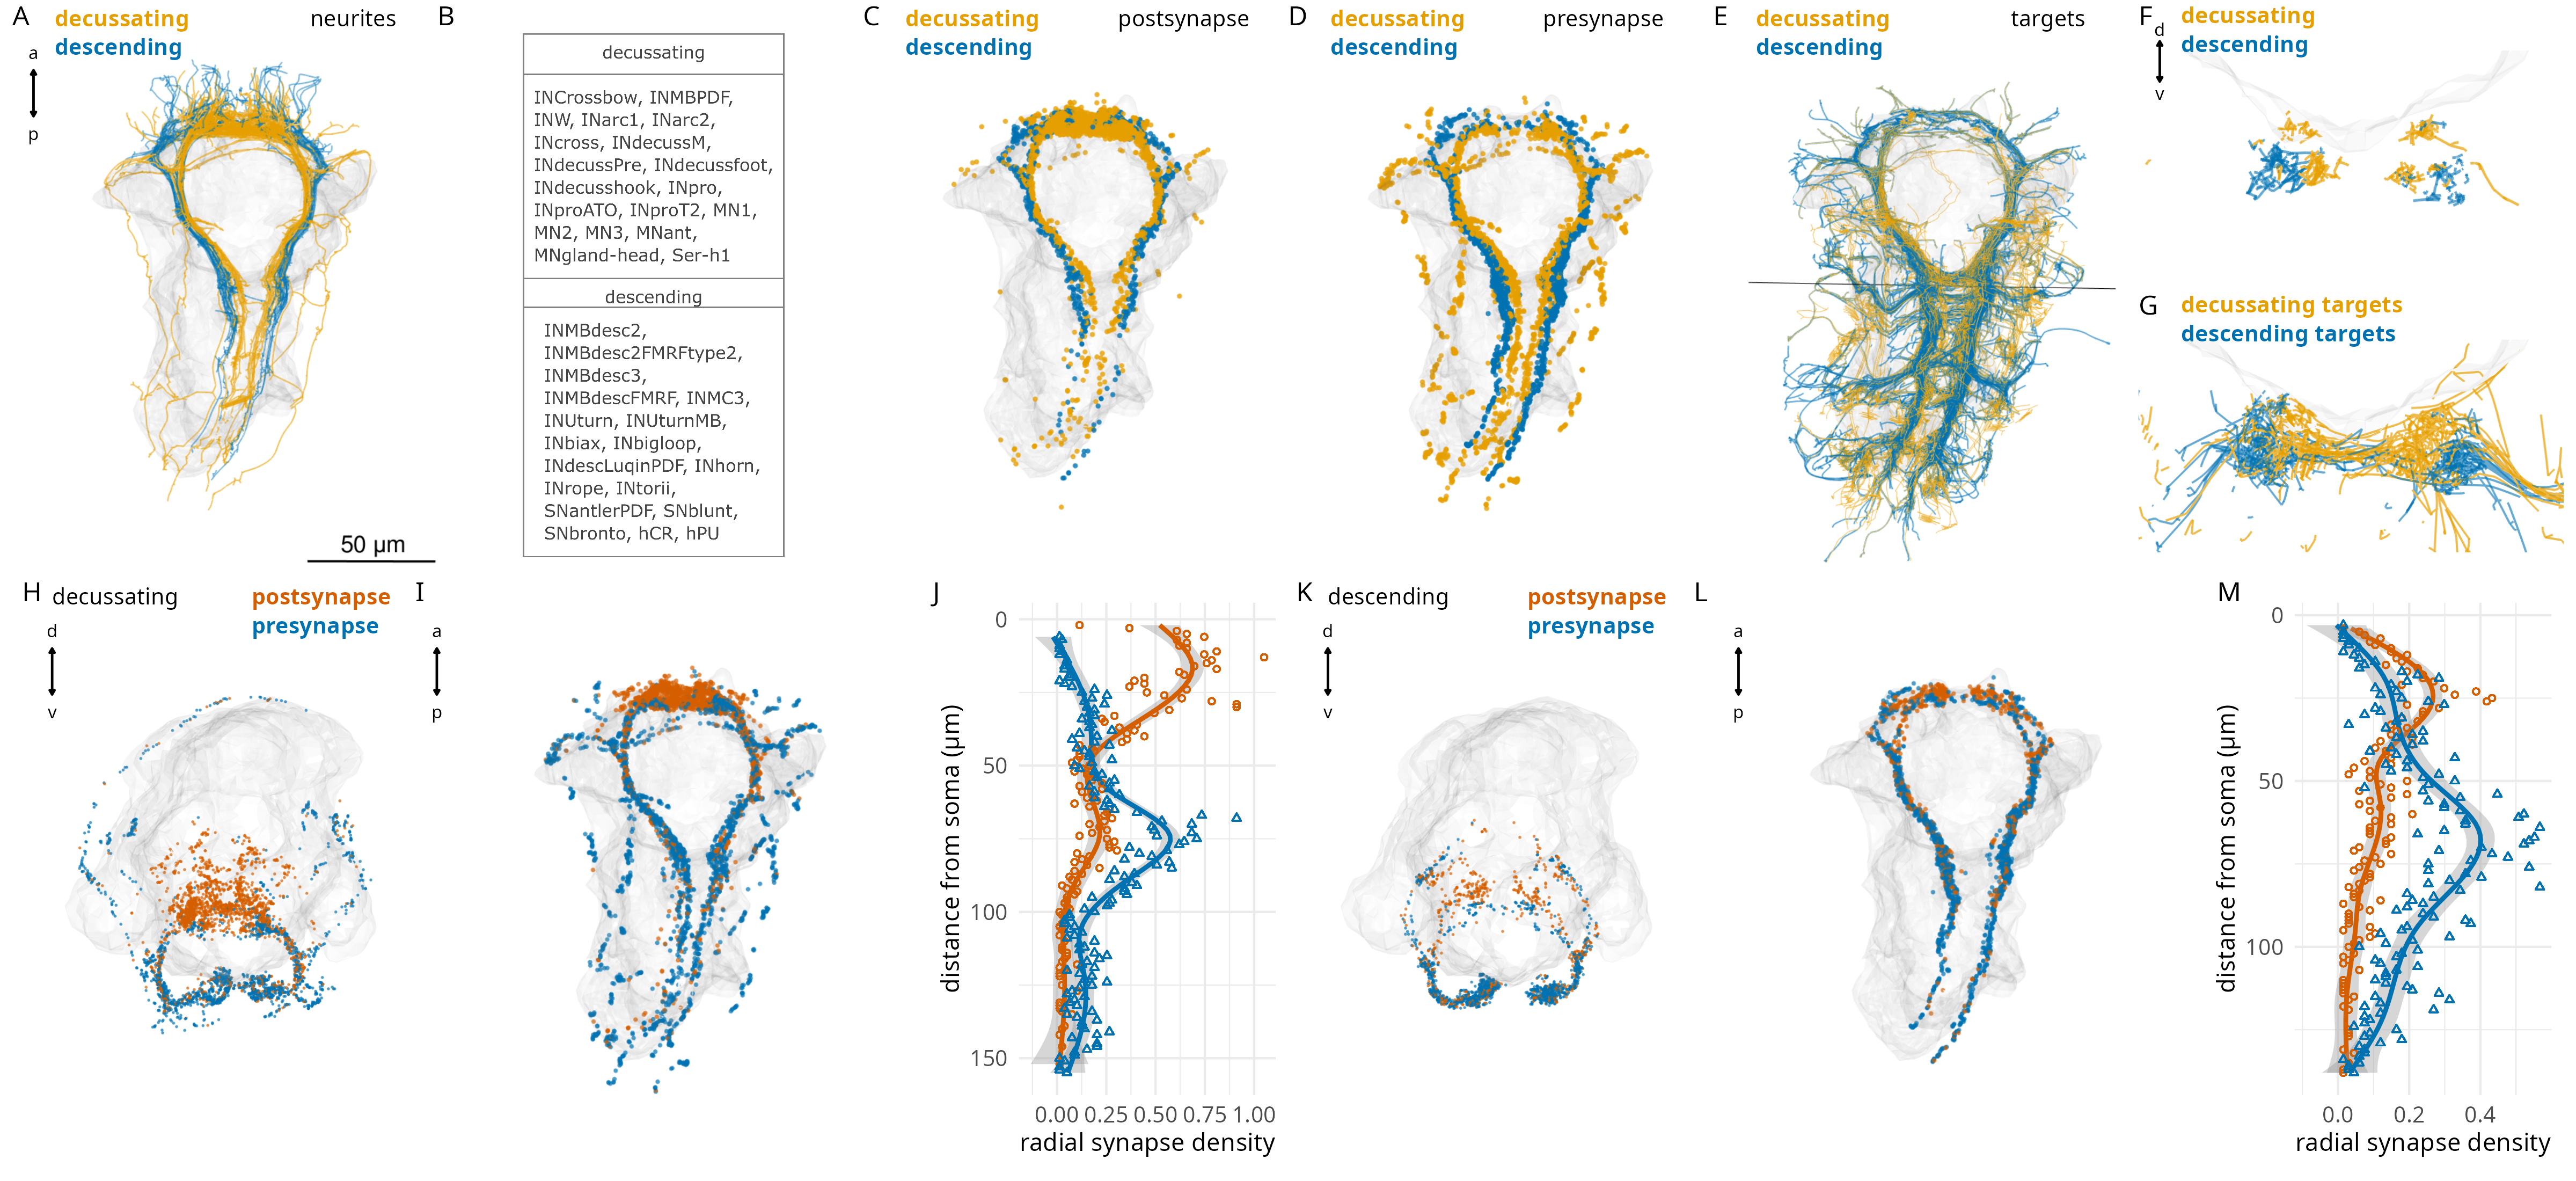 A
decussating
descending
neurites
a
p
50 µm
B
decussating
INCrossbow, INMBPDF,
INW, INarc1, INarc2,
INcross, INdecussM,
INdecussPre, INdecussfoot,
INdecusshook, INpro,
INproATO, INproT2, MN1,
MN2, MN3, MNant,
MNgland-head, Ser-h1
descending
INMBdesc2,
INMBdesc2FMRFtype2,
INMBdesc3,
INMBdescFMRF, INMC3,
INUturn, INUturnMB,
INbiax, INbigloop,
INdescLuqinPDF, INhorn,
INrope, INtorii,
SNantlerPDF, SNblunt,
SNbronto, hCR, hPU
C
decussating
descending
postsynapse
D
decussating
descending
presynapse
E
decussating
descending
targets
F
decussating
descending
d
v
G
decussating targets
descending targets
H
decussating
postsynapse
presynapse
d
v
I
a
p
J
0
50
100
150
distance from soma (µm)
0.00 0.25 0.50 0.75 1.00
radial synapse density
K
descending
postsynapse
presynapse
d
v
L
a
p
M
0
50
100
distance from soma (µm)
0.0 0.2 0.4
radial synapse density